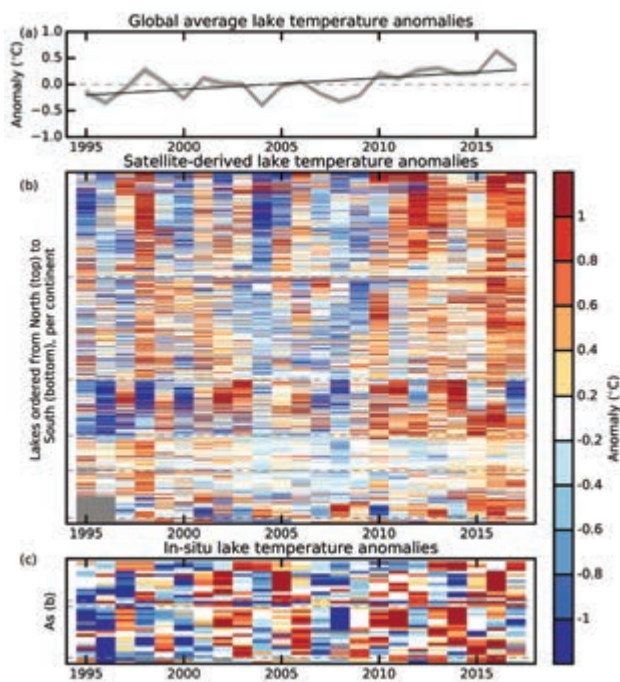 Global average lake temperature anomalies
(a)
Anomaly (°C)
1.0
0.5
0.0
−0.5
−1.0
1995 2000 2005 2010 2015
Satellite-derived lake temperature anomalies
(b)
Lakes ordered from North (top) to
South (bottom), per continent
1995 2000 2005 2010 2015
1
0.8
0.6
0.4
0.2
-0.2
-0.4
-0.6
-0.8
-1
Anomaly (°C)
In-situ lake temperature anomalies
(c)
As (b)
1995 2000 2005 2010 2015